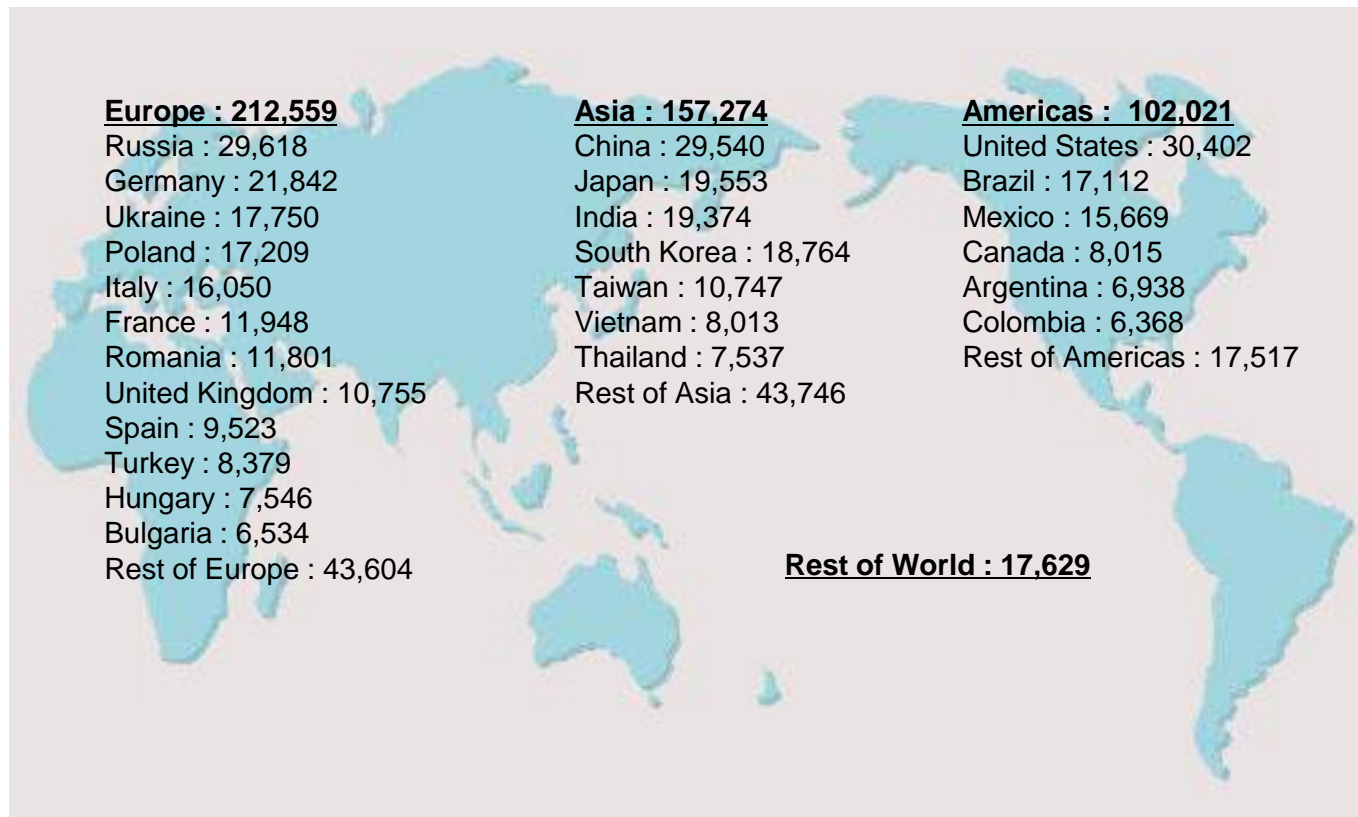 Europe : 212,559
Russia : 29,618
Germany : 21,842
Ukraine : 17,750
Poland : 17,209
Italy : 16,050
France : 11,948
Romania : 11,801
United Kingdom : 10,755
Spain : 9,523
Turkey : 8,379
Hungary : 7,546
Bulgaria : 6,534
Rest of Europe : 43,604
Asia : 157,274
China : 29,540
Japan : 19,553
India : 19,374
South Korea : 18,764
Taiwan : 10,747
Vietnam : 8,013
Thailand : 7,537
Rest of Asia : 43,746
Americas : 102,021
United States : 30,402
Brazil : 17,112
Mexico : 15,669
Canada : 8,015
Argentina : 6,938
Colombia : 6,368
Rest of Americas : 17,517
Rest of World : 17,629